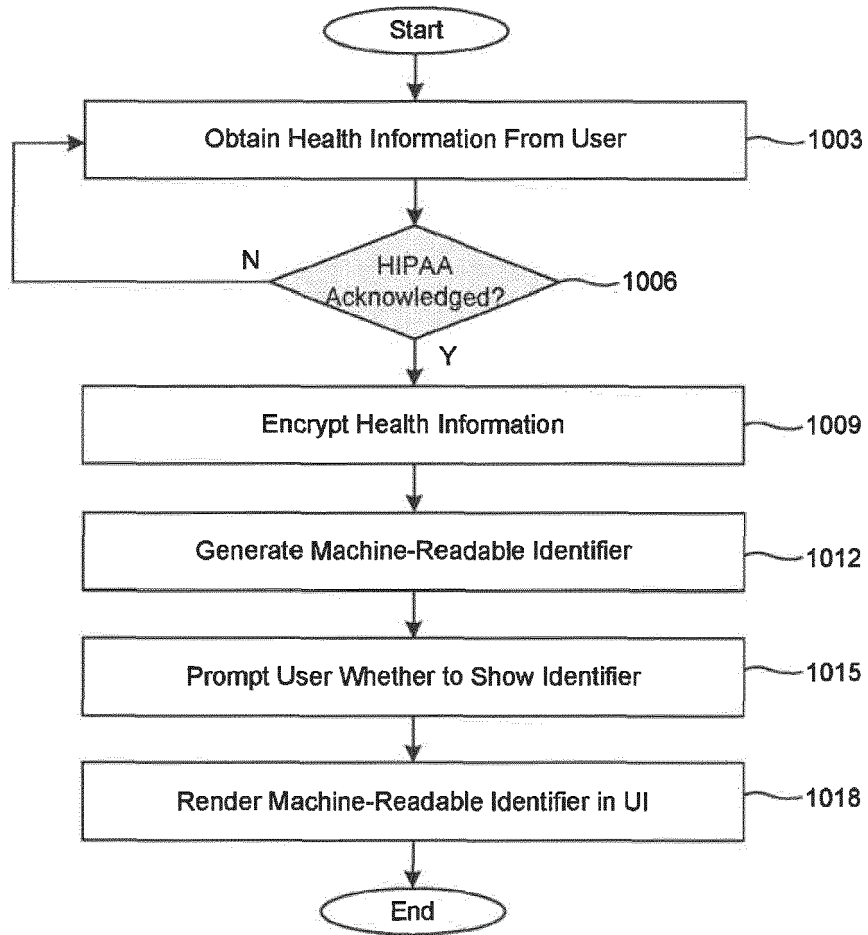 Start
Obtain Health Information From User
1003
N
HIPAA
Acknowledged?
1006
Y
Encrypt Health Information
1009
Generate Machine-Readable Identifier
1012
Prompt User Whether to Show Identifier
1015
Render Machine-Readable Identifier in UI
1018
End